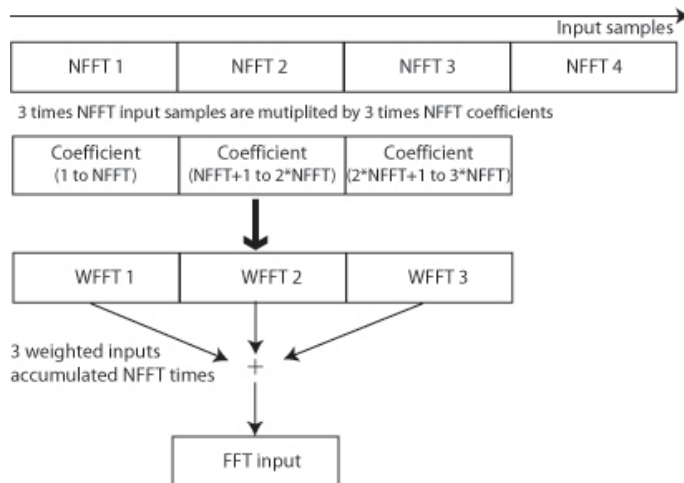 Input samples
NFFT 1 NFFT 2 NFFT 3 NFFT 4
3 times NFFT input samples are mutiplited by 3 times NFFT coefficients
Coefficient Coefficient Coefficient
(1 to NFFT) (NFFT+1 to 2*NFFT) (2*NFFT+1 to 3*NFFT)
WFFT 1 WFFT 2 WFFT 3
3 weighted inputs
accumulated NFFT times
+
FFT input